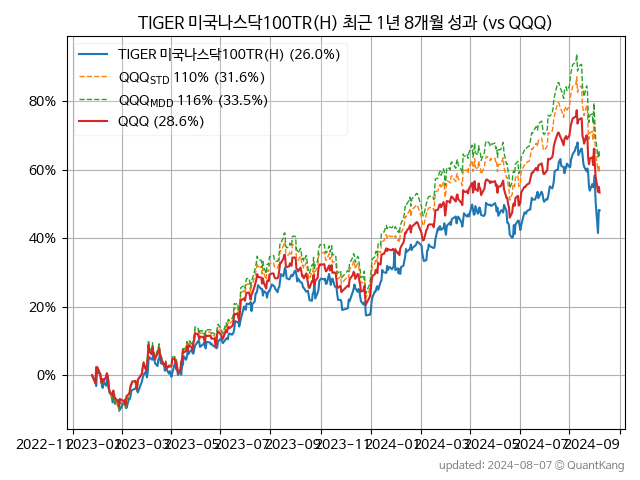 TIGER 미국나스닥100TR(H) 최근 1년 8개월 성과 (vs QQQ)
TIGER 미국나스닥100TR(H) (26.0%)
QQQSTD 110% (31.6%)
QQQMDD 116% (33.5%)
QQQ (28.6%)
80%
60%
40%
20%
0%
2022-11 2023-01 2023-03 2023-05 2023-07 2023-09 2023-11 2024-01 2024-03 2024-05 2024-07 2024-09
updated: 2024-08-07 © QuantKang